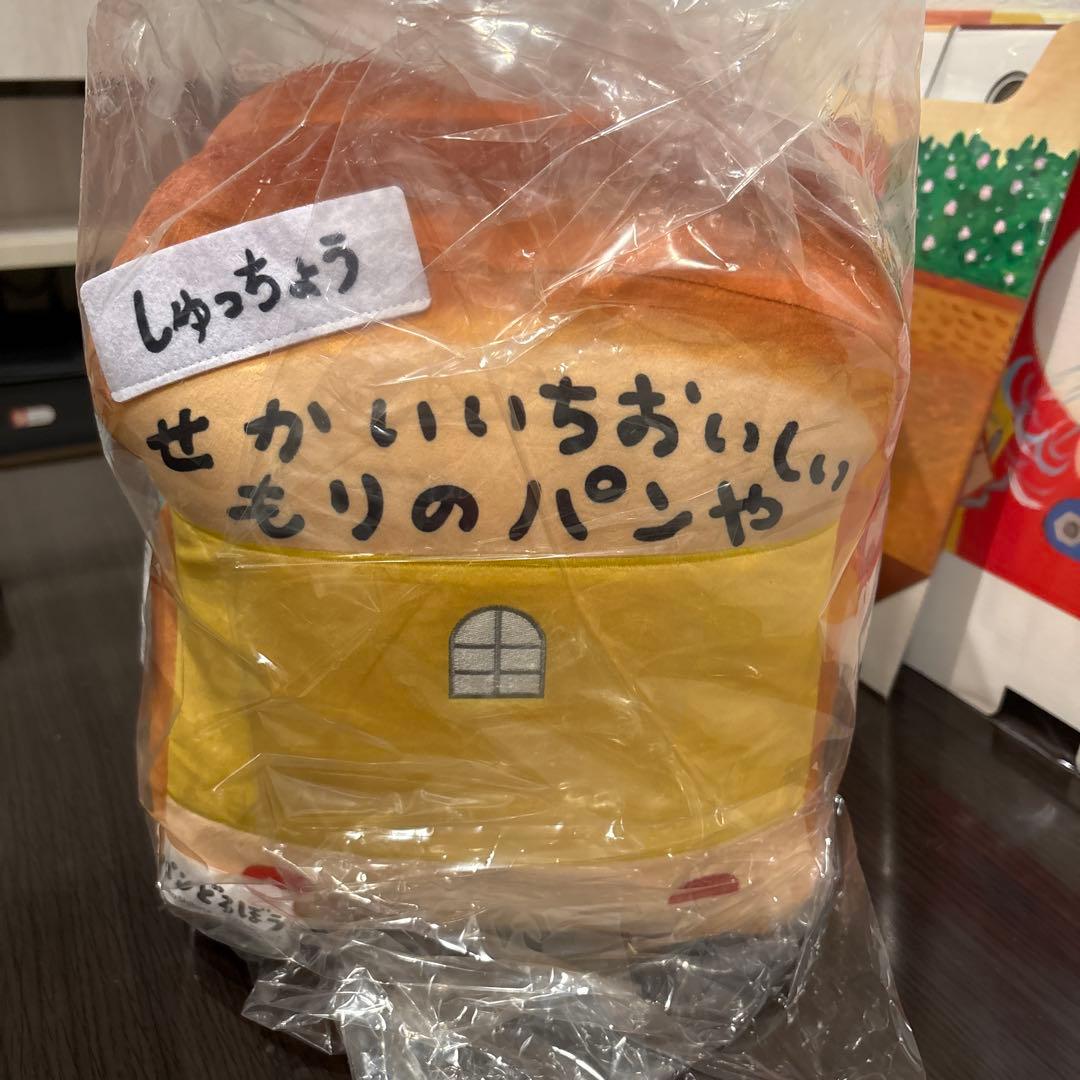 しゅっちょう
せかいいちおいしい
もりのパンや
パンどろぼう